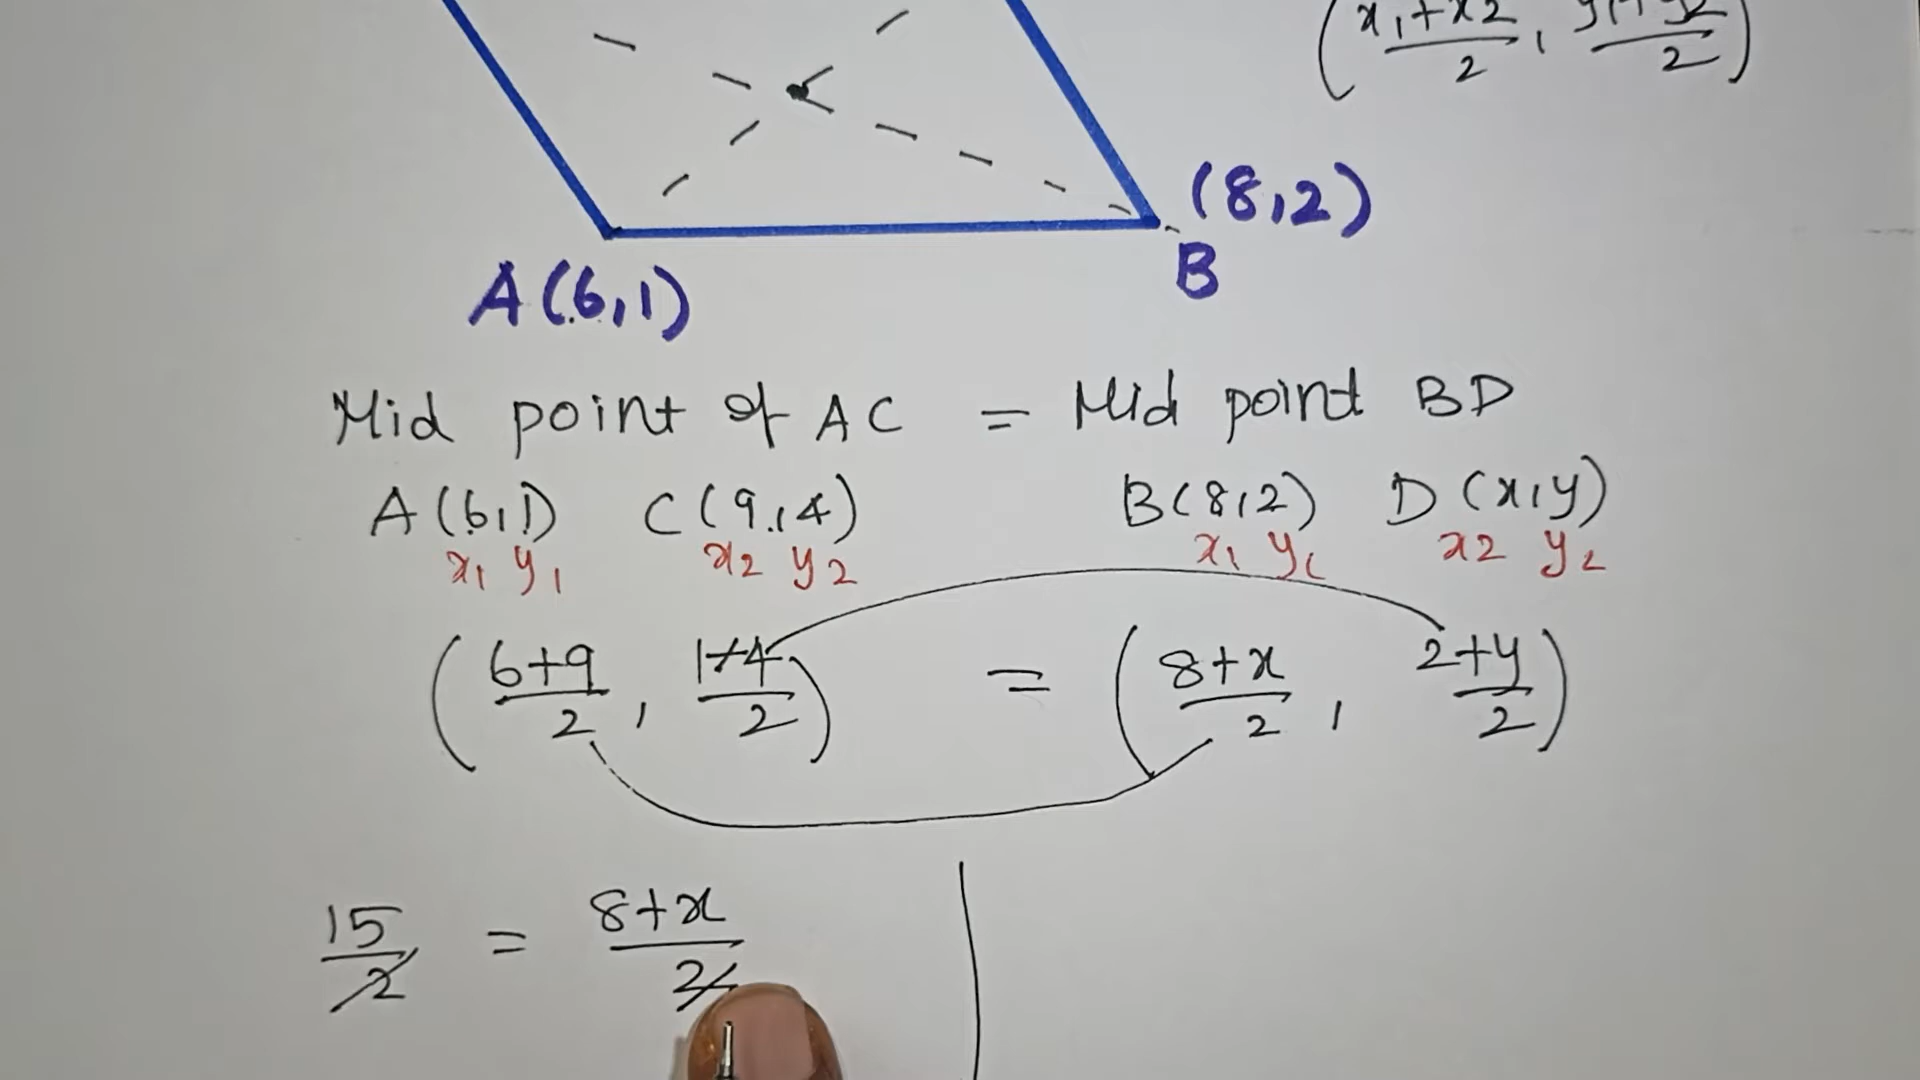 (x1+x2/2, y1+y2/2)
(8,2)
B
A(6,1)
Mid point of AC = Mid point BD
A(6,1) C(9,4) B(8,2) D(x,y)
x1 y1 x2 y2 x1 y1 x2 y2
(6+9/2, 1+4/2) = (8+x/2, 2+y/2)
15/2 = 8+x/2